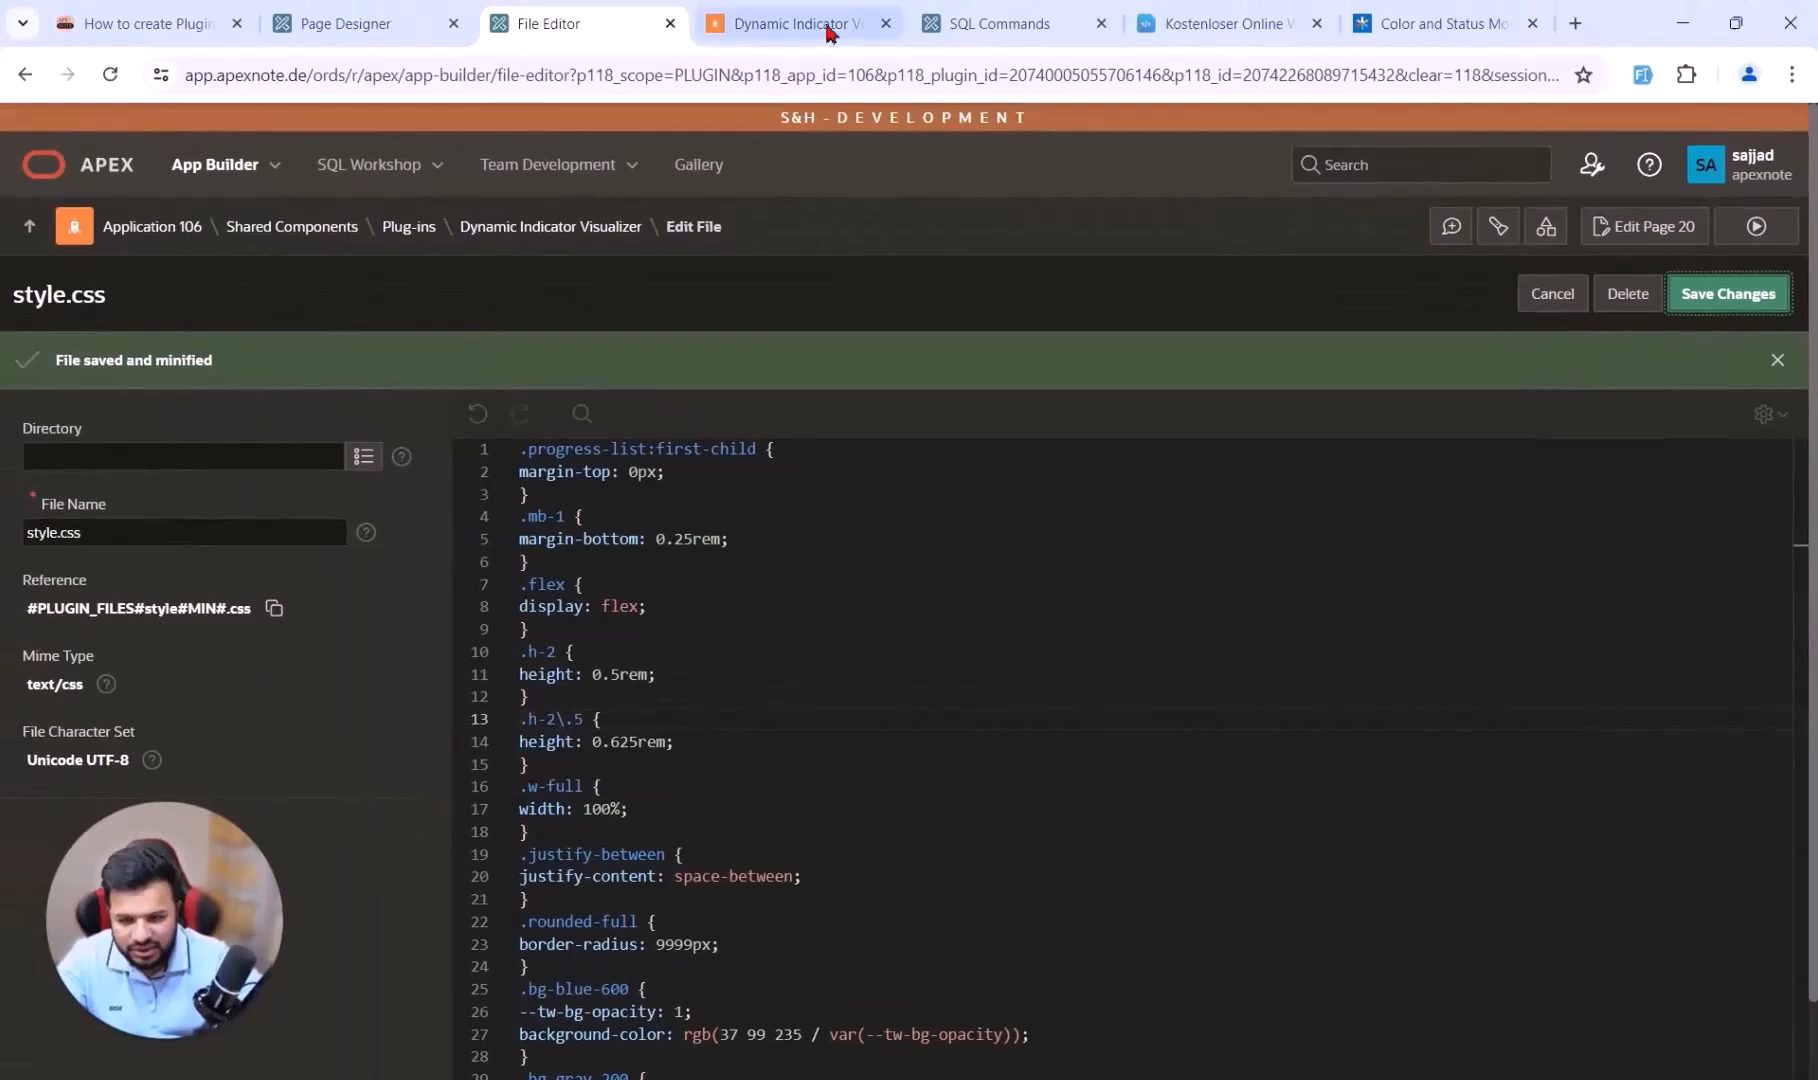 How to create Plugin
Page Designer
File Editor
Dynamic Indicator Vi
SQL Commands
Kostenloser Online W
Color and Status Mo
app.apexnote.de/ords/r/apex/app-builder/file-editor?p118_scope=PLUGIN&p118_app_id=106&p118_plugin_id=20740005055706146&p118_id=20742268089715432&clear=118&session...
S&H - D E V E L O P M E N T
APEX
App Builder
SQL Workshop
Team Development
Gallery
Search
SA
sajjad
apexnote
Application 106 \ Shared Components \ Plug-ins \ Dynamic Indicator Visualizer \ Edit File
Edit Page 20
style.css
Cancel
Delete
Save Changes
File saved and minified
Directory
* File Name
style.css
Reference
#PLUGIN_FILES#style#MIN#.css
Mime Type
text/css
File Character Set
Unicode UTF-8
1 .progress-list:first-child {
2 margin-top: 0px;
3 }
4 .mb-1 {
5 margin-bottom: 0.25rem;
6 }
7 .flex {
8 display: flex;
9 }
10 .h-2 {
11 height: 0.5rem;
12 }
13 .h-2\.5 {
14 height: 0.625rem;
15 }
16 .w-full {
17 width: 100%;
18 }
19 .justify-between {
20 justify-content: space-between;
21 }
22 .rounded-full {
23 border-radius: 9999px;
24 }
25 .bg-blue-600 {
26 --tw-bg-opacity: 1;
27 background-color: rgb(37 99 235 / var(--tw-bg-opacity));
28 }
29 .bg-gray-200 {